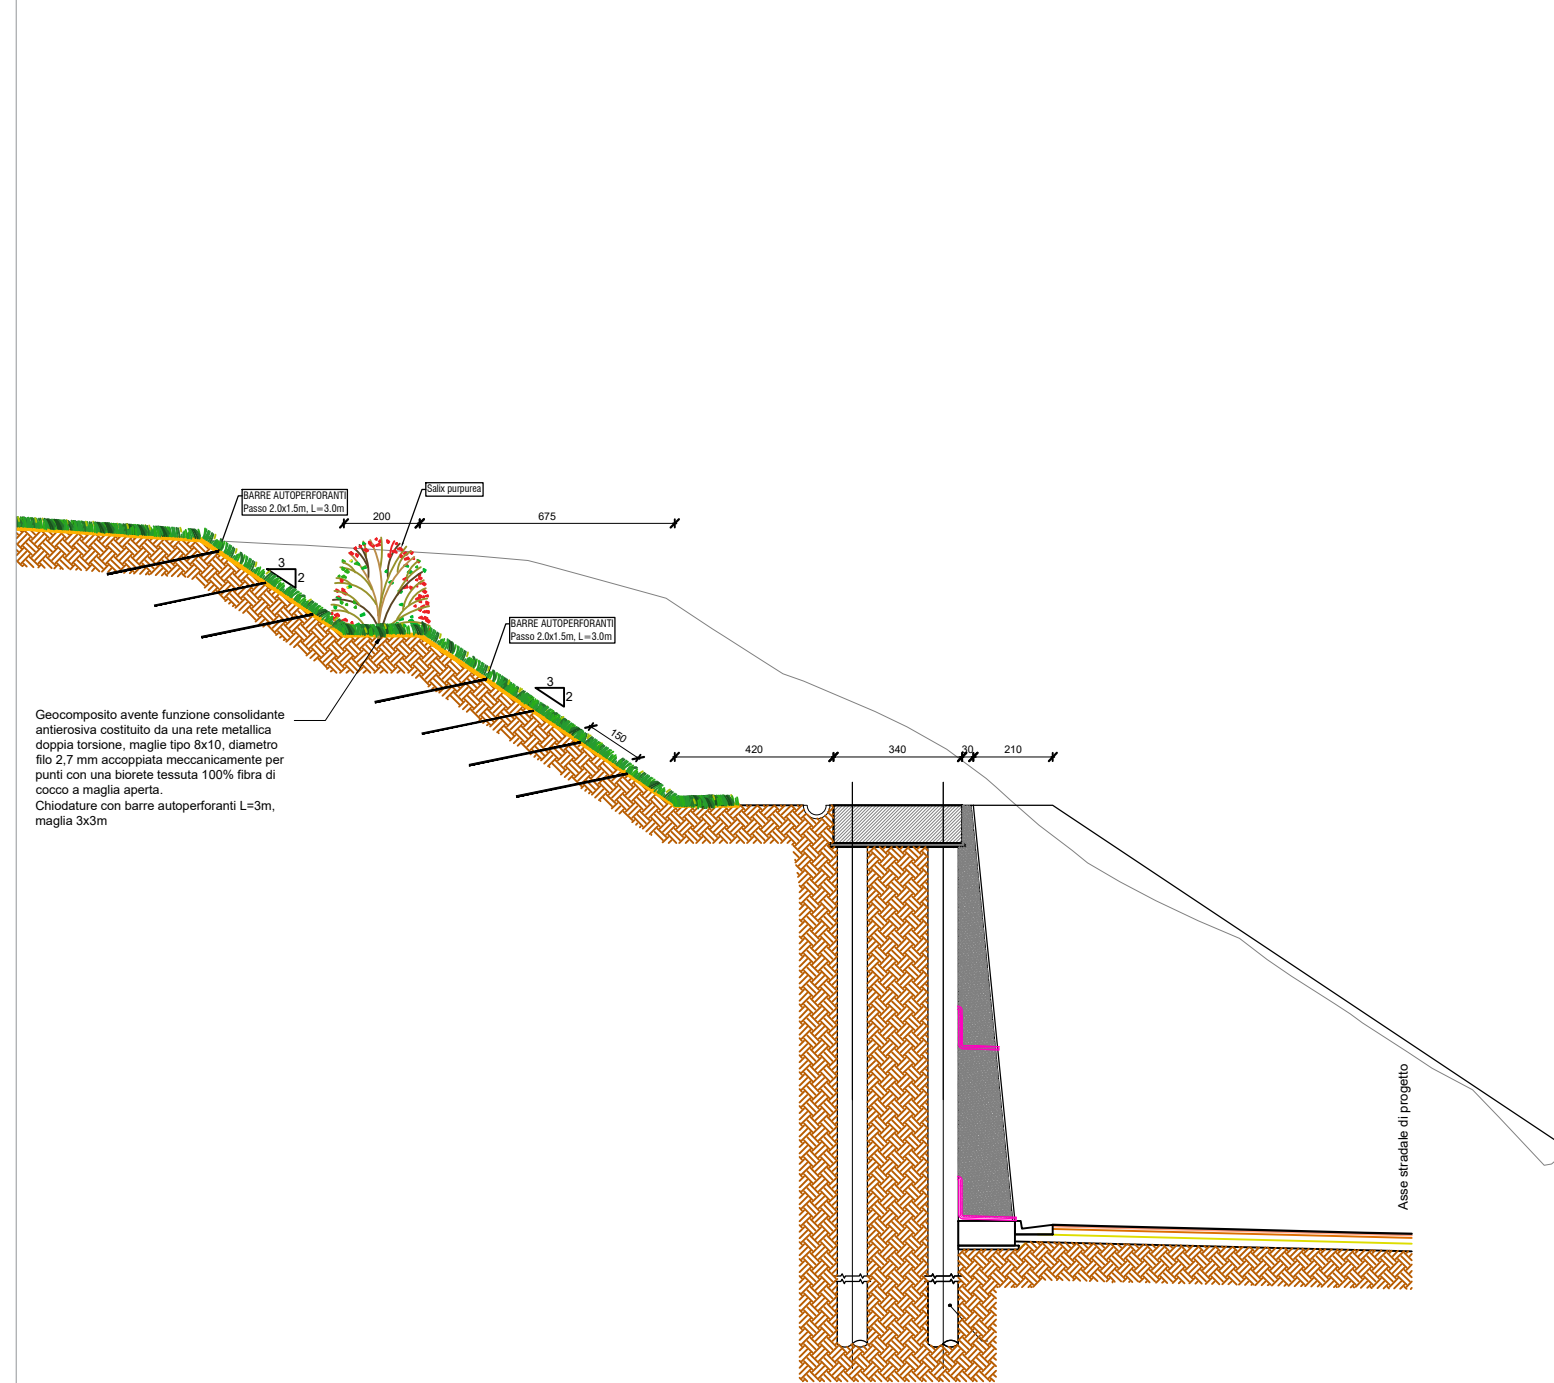 BARRE AUTOPERFORANTI
Passo 2.0x1.5m, L=3.0m
Salix purpurea
200
675
3
2
BARRE AUTOPERFORANTI
Passo 2.0x1.5m, L=3.0m
3
2
150
Geocomposito avente funzione consolidante
antierosiva costituito da una rete metallica
doppia torsione, maglie tipo 8x10, diametro
filo 2,7 mm accoppiata meccanicamente per
punti con una biorete tessuta 100% fibra di
cocco a maglia aperta.
Chiodature con barre autoperforanti L=3m,
maglia 3x3m
420
340
30
210
Asse stradale di progetto